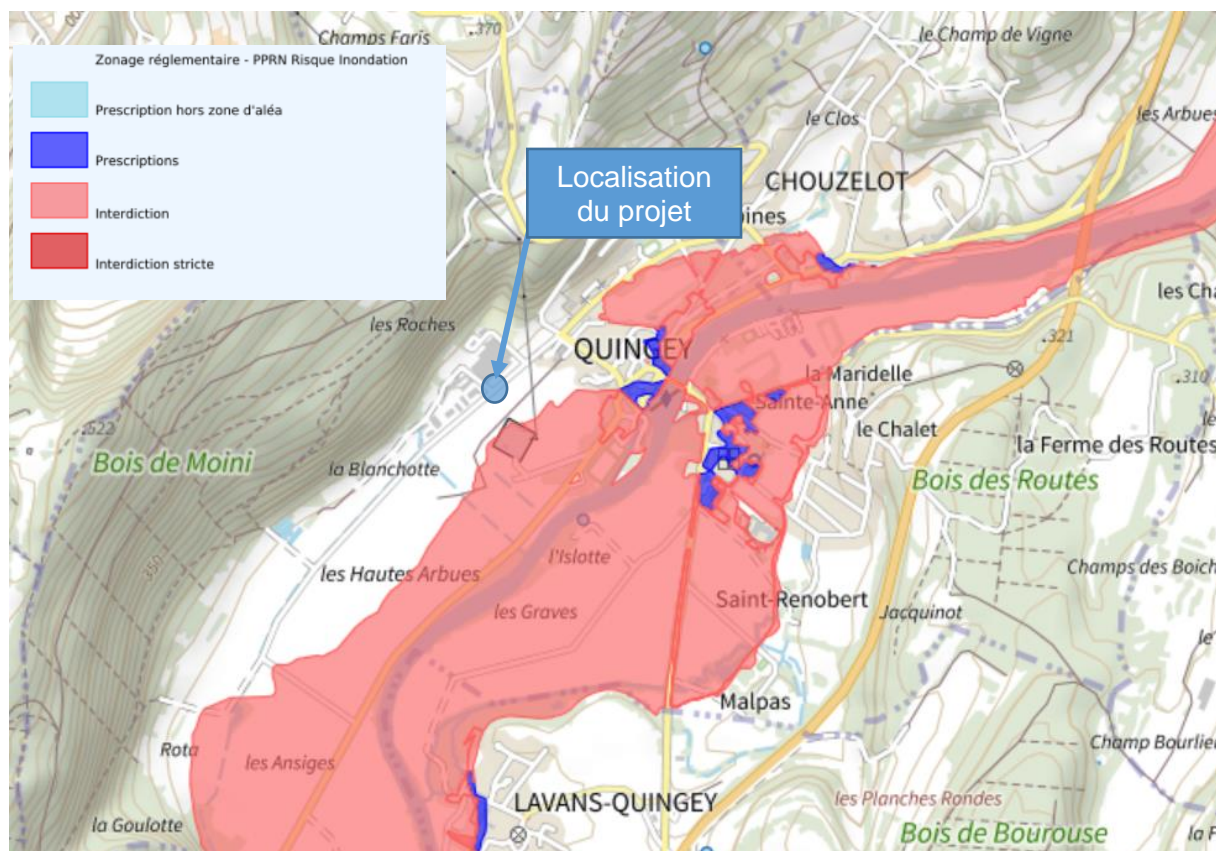 Champs Farïs
.370
le Champ de Vigne
Zonage réglementaire - PPRN Risque Inondation
Prescription hors zone d'aléa
Prescriptions
Interdiction
Interdiction stricte
le Clos
les Arbues
Localisation
du projet
CHOUZELOT
les Roches
QUINGEY
.321
la Maridelle
.310
Sainte-Anne
le Chalet
la Ferme des Routes
.522
Bois de Moini
la Blanchotte
Bois des Routes
350
l'Islotte
les Hautes Arbues
les Graves
Champs des Boich
Saint-Renobert
Jacquinot
Malpas
Rota
les Ansiges
Champ Bourlier
LAVANS-QUINGEY
les Planches Rondes
la Goulotte
Bois de Bourouse